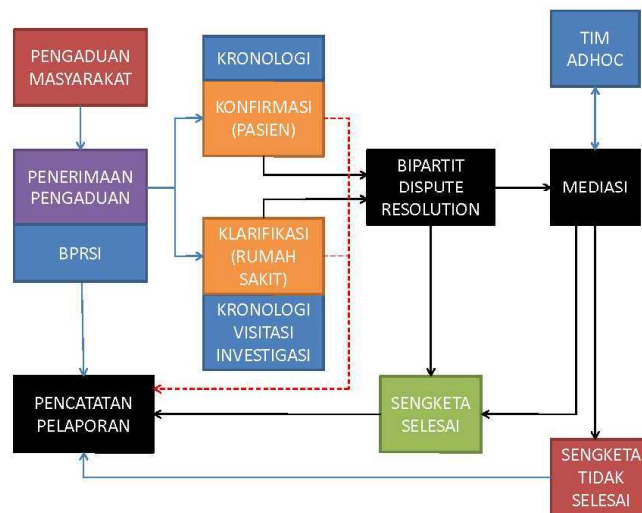 PENGADUAN
MASYARAKAT
KRONOLOGI
KONFIRMASI
(PASIEN)
TIM
ADHOC
PENERIMAAN
PENGADUAN
BPRSI
KLARIFIKASI
(RUMAH
SAKIT)
KRONOLOGI
VISITASI
INVESTIGASI
BIPARTIT
DISPUTE
RESOLUTION
MEDIASI
PENCATATAN
PELAPORAN
SENGKETA
SELESAI
SENGKETA
TIDAK
SELESAI